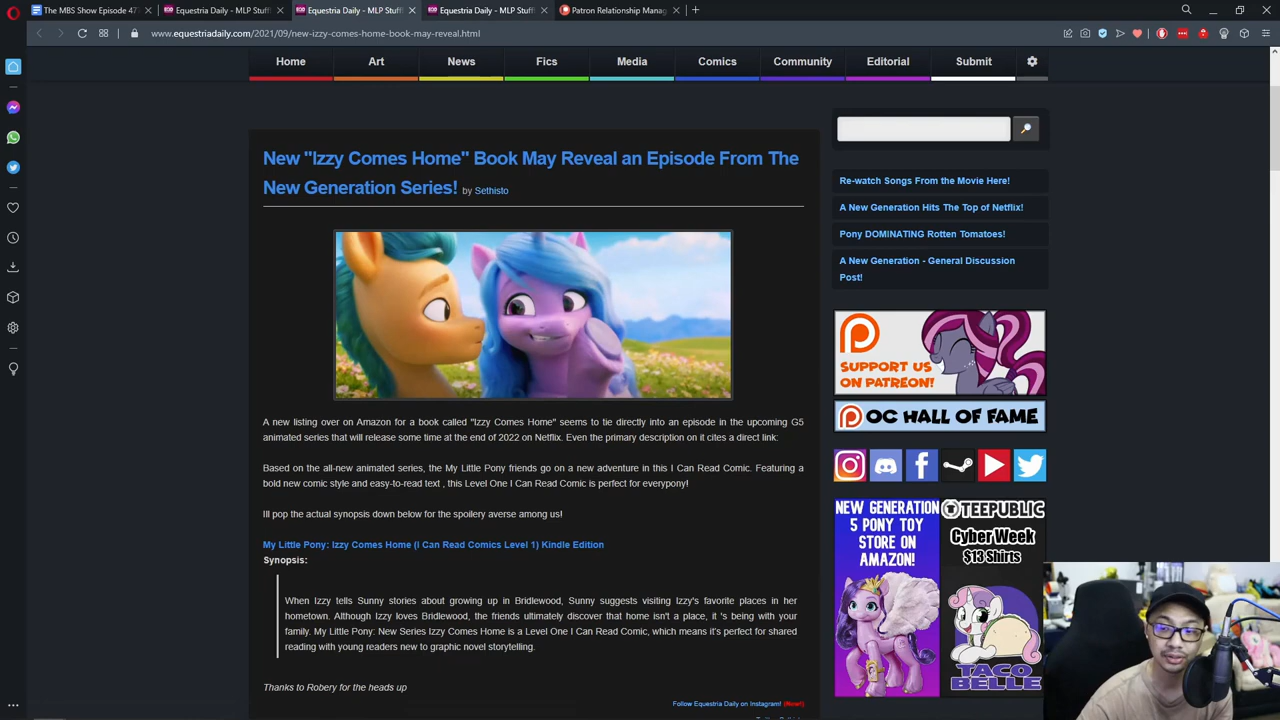 The MBS Show Episode 47
Equestria Daily - MLP Stuff!
Equestria Daily - MLP Stuff!
Equestria Daily - MLP Stuff!
Patron Relationship Manag
www.equestriadaily.com/2021/09/new-izzy-comes-home-book-may-reveal.html
Home
Art
News
Fics
Media
Comics
Community
Editorial
Submit
New "Izzy Comes Home" Book May Reveal an Episode From The
New Generation Series! by Sethisto
A new listing over on Amazon for a book called "Izzy Comes Home" seems to tie directly into an episode in the upcoming G5
animated series that will release some time at the end of 2022 on Netflix. Even the primary description on it cites a direct link:
Based on the all-new animated series, the My Little Pony friends go on a new adventure in this I Can Read Comic. Featuring a
bold new comic style and easy-to-read text , this Level One I Can Read Comic is perfect for everypony!
Ill pop the actual synopsis down below for the spoilery averse among us!
My Little Pony: Izzy Comes Home (I Can Read Comics Level 1) Kindle Edition
Synopsis:
When Izzy tells Sunny stories about growing up in Bridlewood, Sunny suggests visiting Izzy's favorite places in her
hometown. Although Izzy loves Bridlewood, the friends ultimately discover that home isn't a place, it 's being with your
family. My Little Pony: New Series Izzy Comes Home is a Level One I Can Read Comic, which means it's perfect for shared
reading with young readers new to graphic novel storytelling.
Thanks to Robery for the heads up
Follow Equestria Daily on Instagram! (New!)
Re-watch Songs From the Movie Here!
A New Generation Hits The Top of Netflix!
Pony DOMiNATING Rotten Tomatoes!
A New Generation - General Discussion
Post!
SUPPORT US
ON PATREON!
OC HALL OF FAME
NEW GENERATION
5 PONY TOY
STORE ON
AMAZON!
TEEPUBLIC
Cyber Week
$13 Shirts
TACO
BELLE